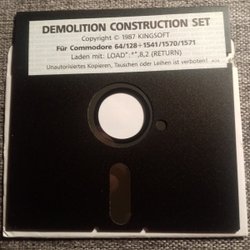 DEMOLITION CONSTRUCTION SET
Copyright © 1987 KINGSOFT
Für Commodore 64/128+1541/1570/1571
Laden mit: LOAD"*",8,2 (RETURN)
Unautorisiertes Kopieren, Tauschen oder Leihen ist verboten!